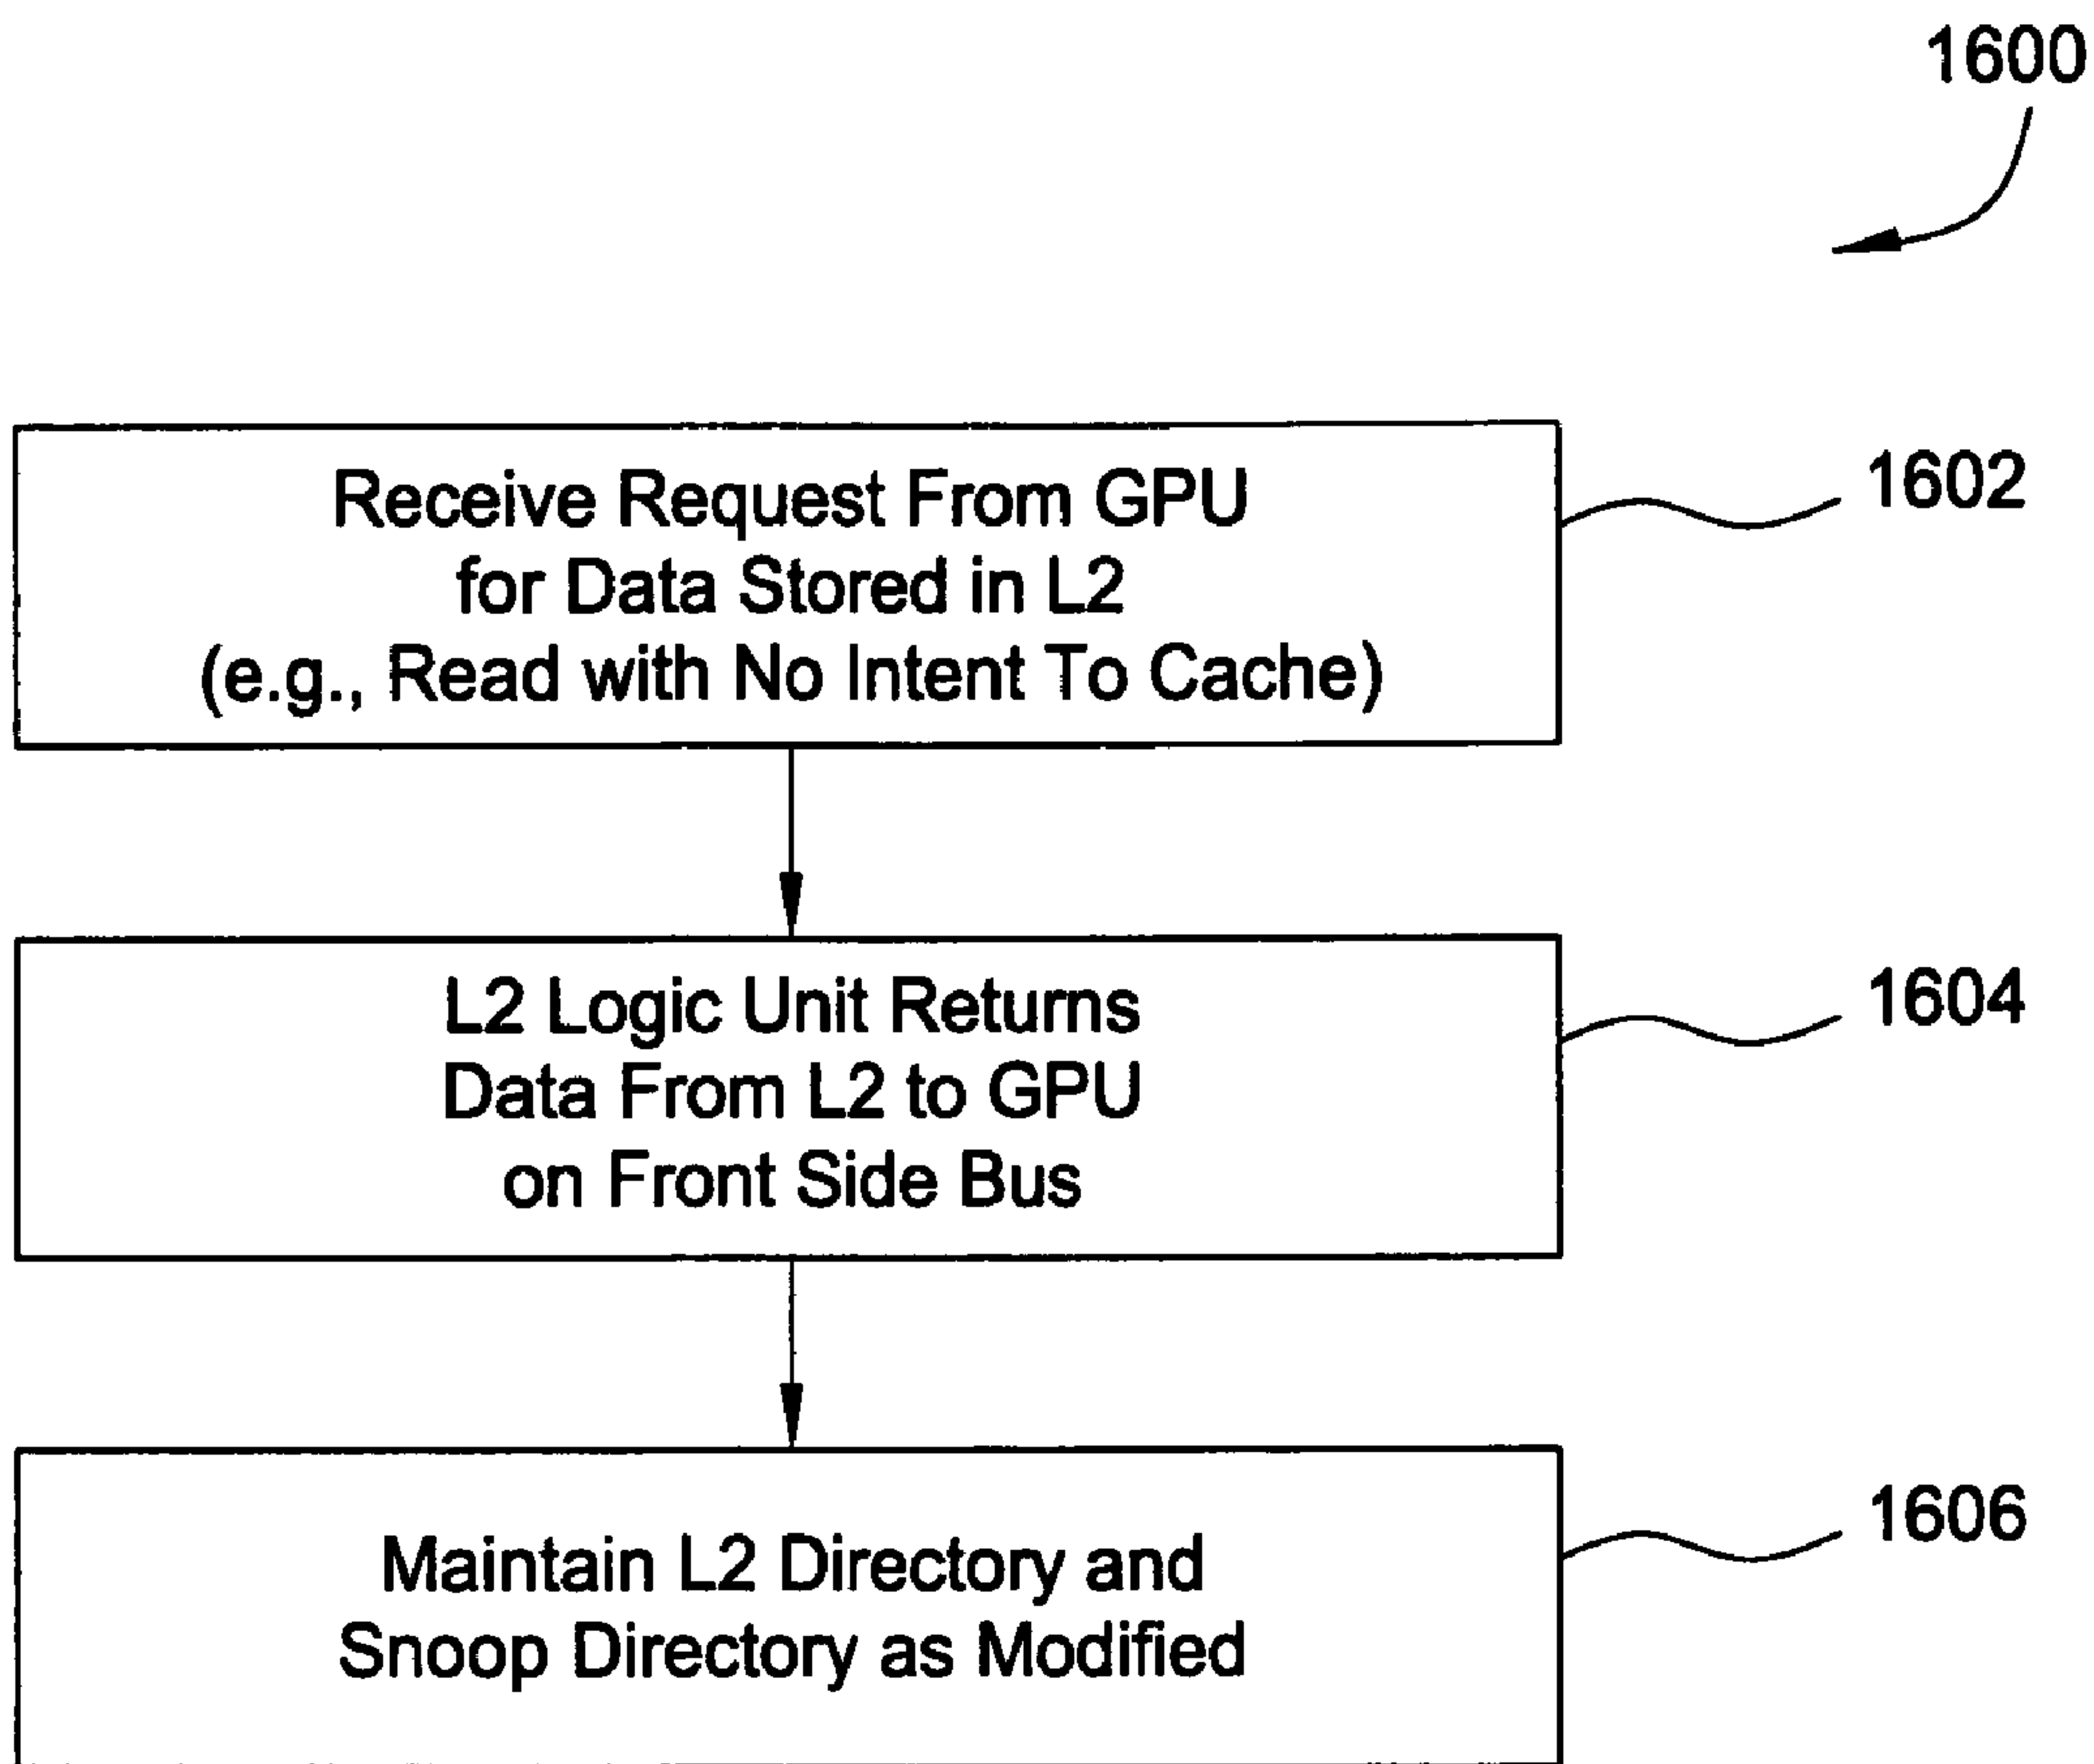 1600
Receive Request From GPU
for Data Stored in L2
(e.g., Read with No Intent To Cache)
1602
L2 Logic Unit Returns
Data From L2 to GPU
on Front Side Bus
1604
Maintain L2 Directory and
Snoop Directory as Modified
1606